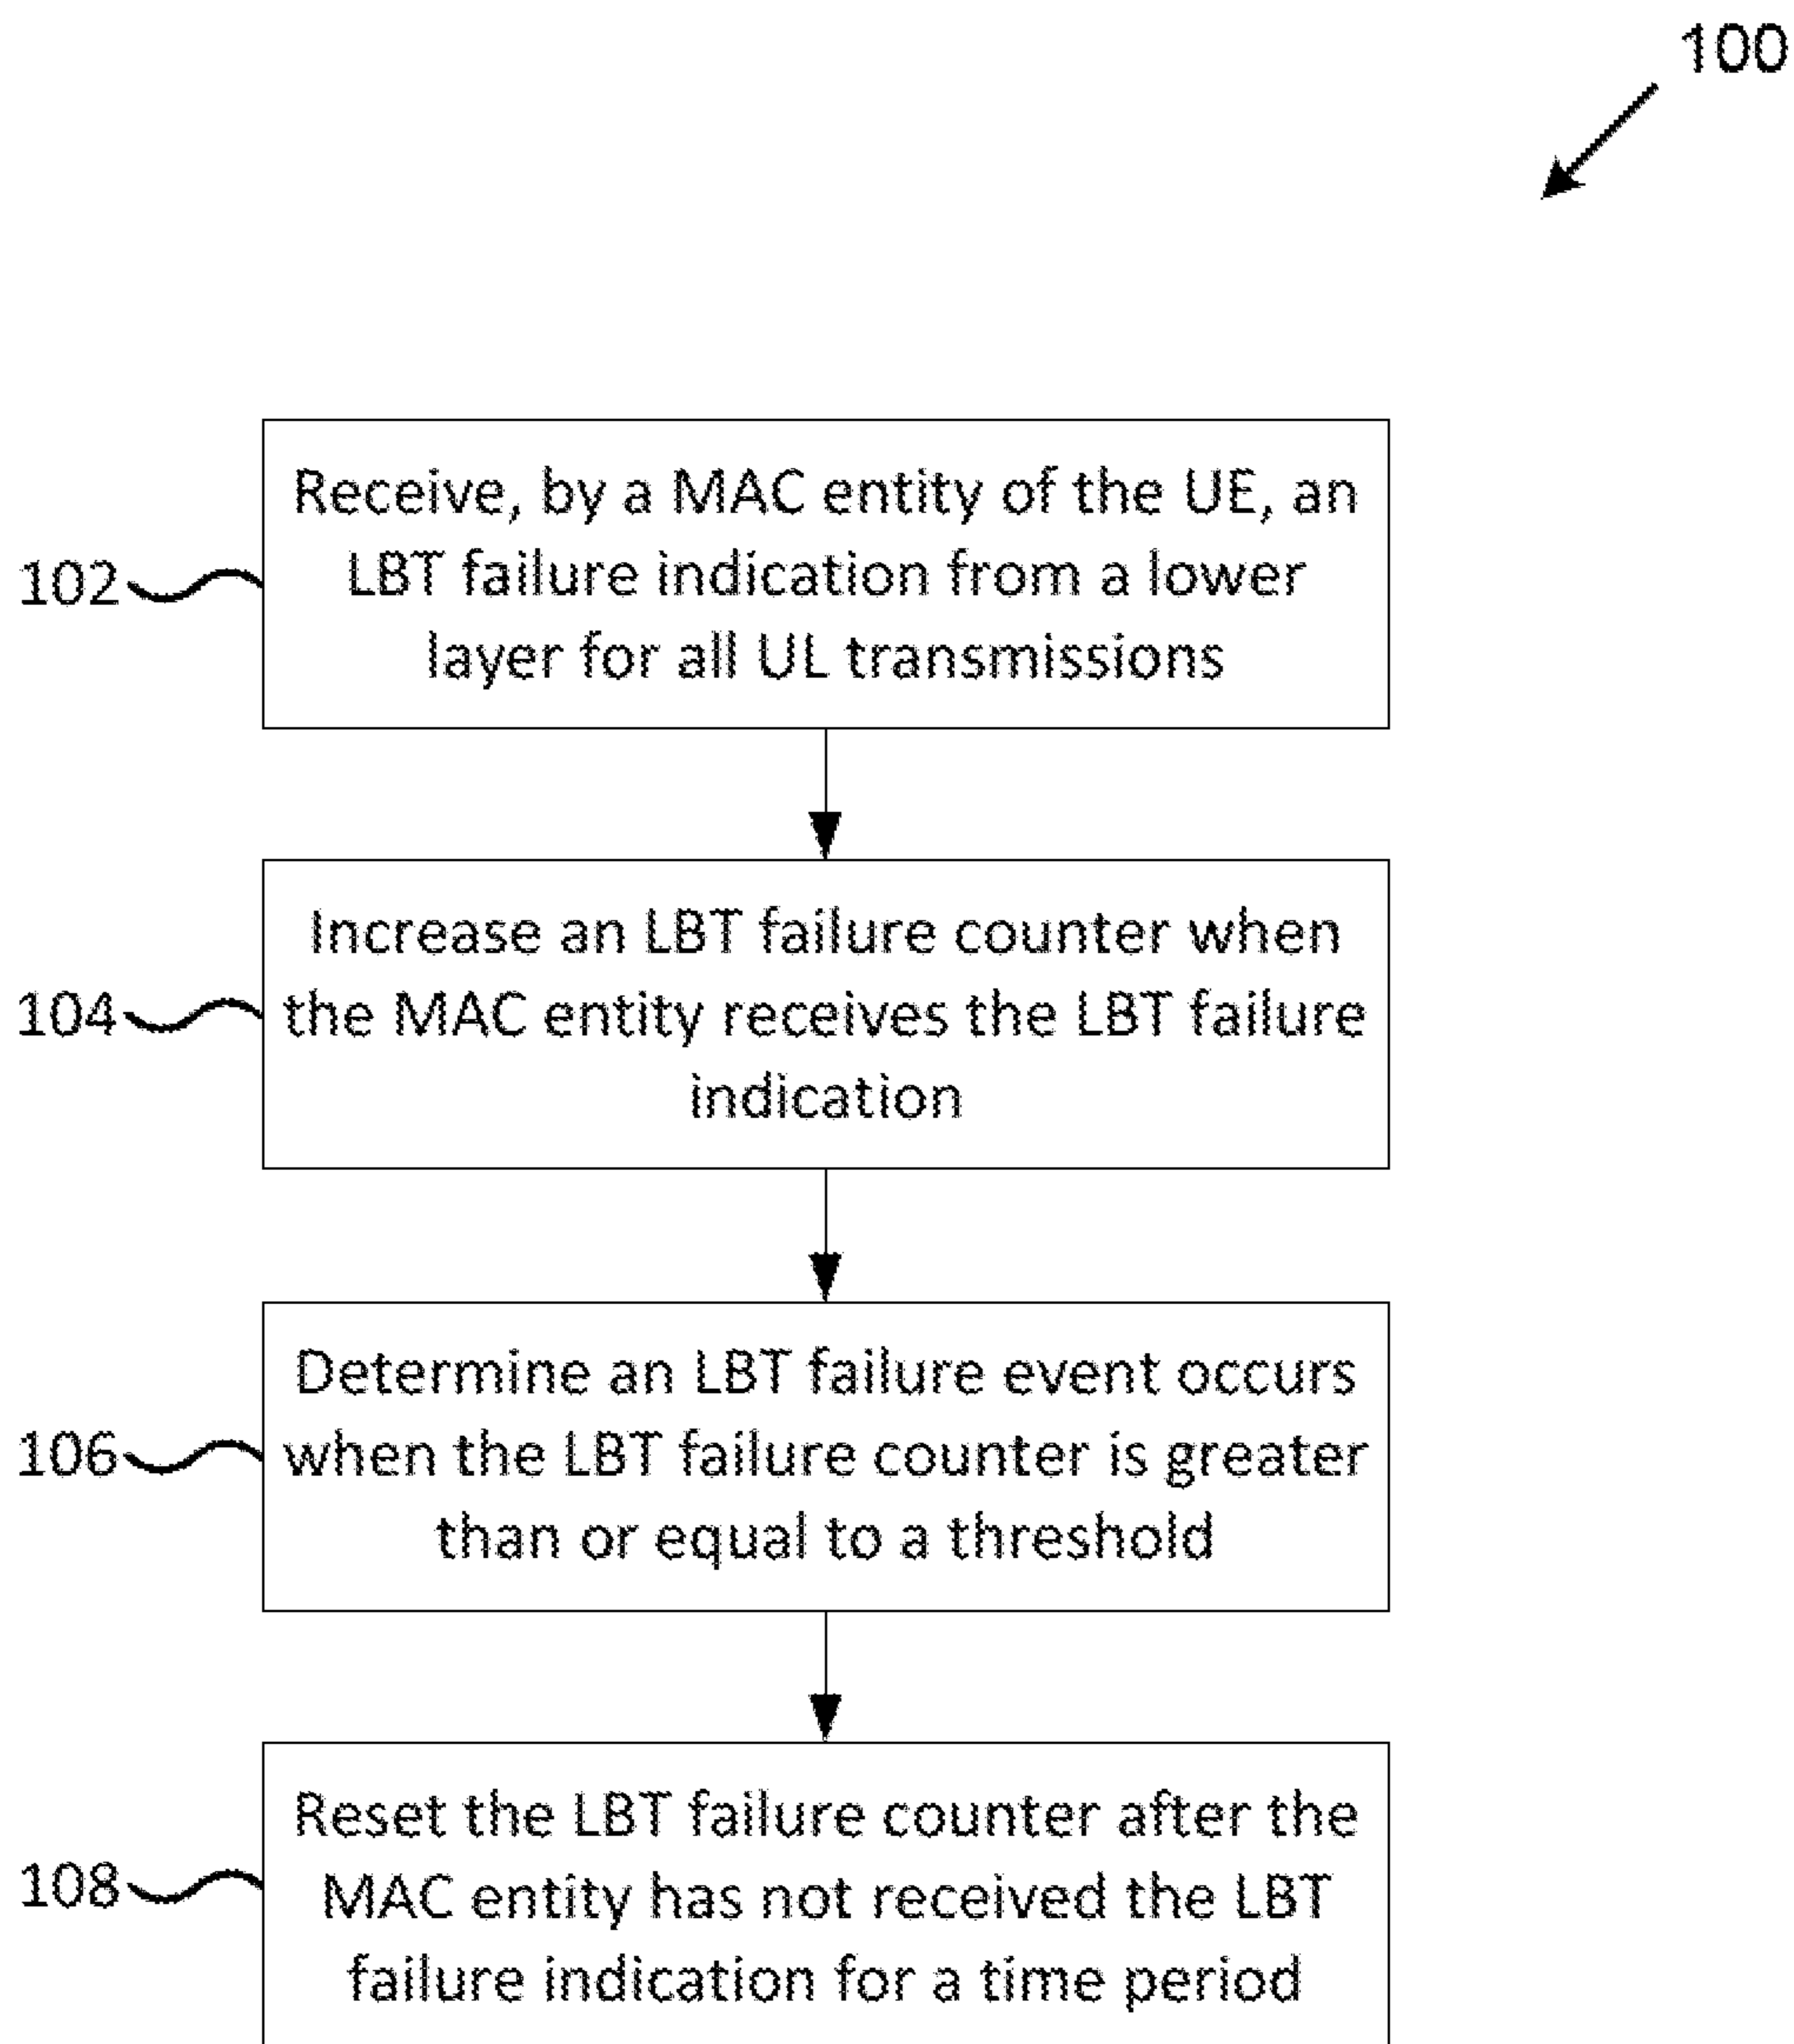 100
Receive, by a MAC entity of the UE, an
LBT failure indication from a lower
layer for all UL transmissions
102
Increase an LBT failure counter when
the MAC entity receives the LBT failure
indication
104
Determine an LBT failure event occurs
when the LBT failure counter is greater
than or equal to a threshold
106
Reset the LBT failure counter after the
MAC entity has not received the LBT
failure indication for a time period
108